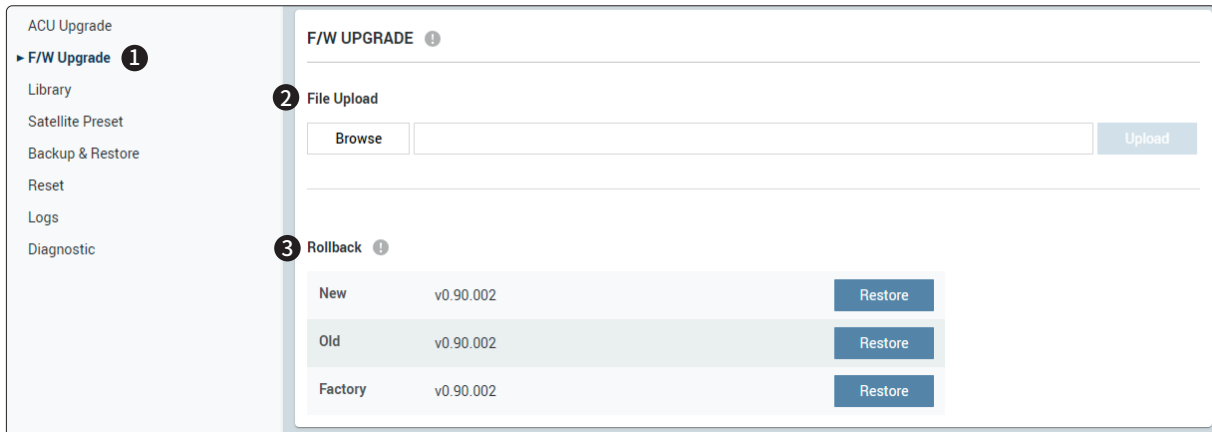 ACU Upgrade
▸ F/W Upgrade 1
Library
Satellite Preset
Backup & Restore
Reset
Logs
Diagnostic
F/W UPGRADE !
2 File Upload
Browse Upload
3 Rollback !
New v0.90.002 Restore
Old v0.90.002 Restore
Factory v0.90.002 Restore